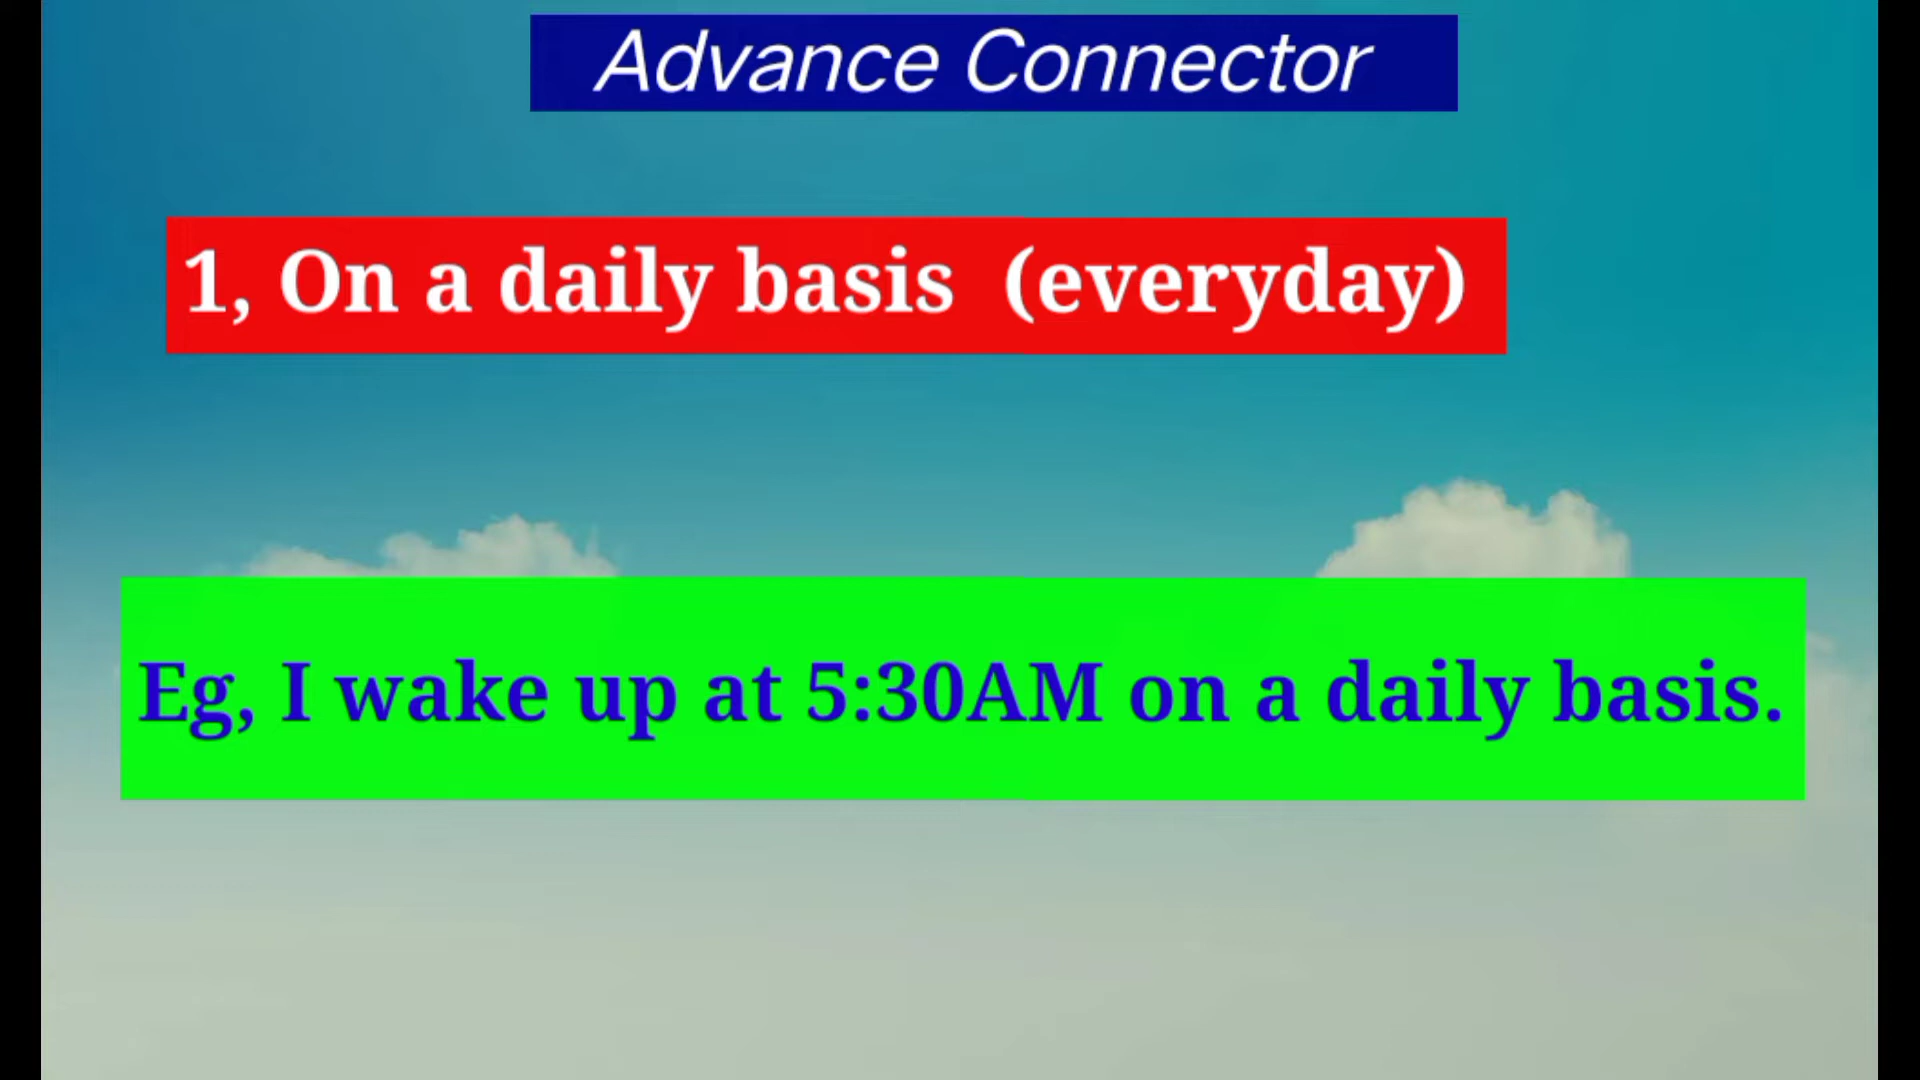 Advance Connector
1, On a daily basis (everyday)
Eg, I wake up at 5:30AM on a daily basis.